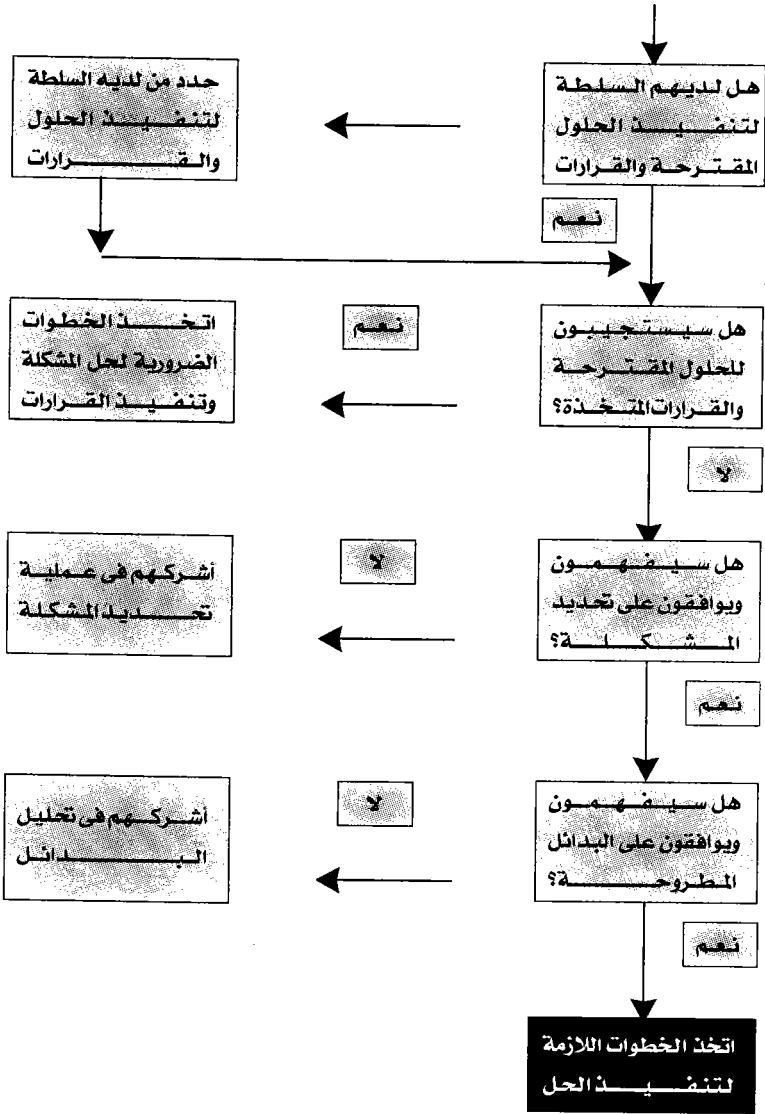 هل لديهم السلطة
لتنفيذ الحلول
المقترحة والقرارات
حدد من لديه السلطة
لتنفيذ الحلول
والقرارات
نعم
هل سيستجيبون
للحلول المقترحة
والقرارات المتخذة؟
نعم
اتخذ الخطوات
الضرورية لحل المشكلة
وتنفيذ القرارات
لا
هل سيفهمون
ويوافقون على تحديد
المشكلة؟
لا
أشركهم فى عملية
تحديد المشكلة
نعم
هل سيفهمون
ويوافقون على البدائل
المطروحة؟
لا
أشركهم فى تحليل
البدائل
نعم
اتخذ الخطوات اللازمة
لتنفيذ الحل